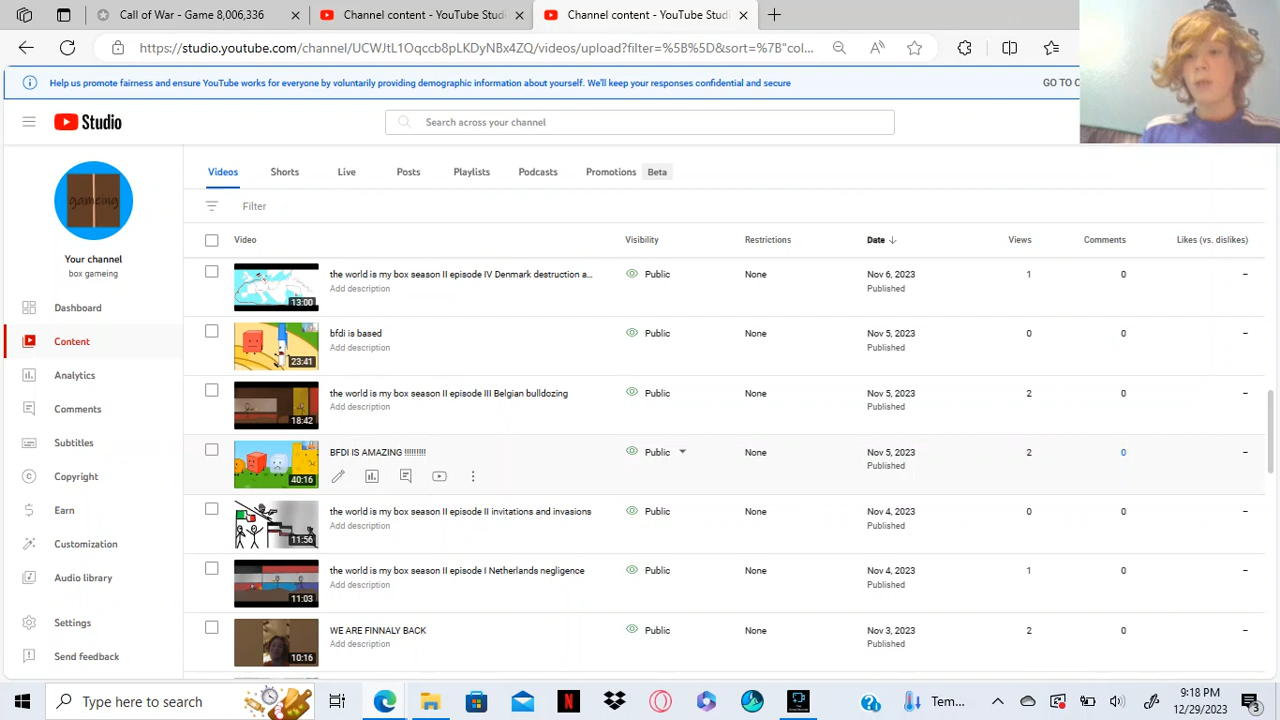 Call of War - Game 8,003,336
Channel content - YouTube Studio
Channel content - YouTube Studio
https://studio.youtube.com/channel/UCWJtL1Oqccb8pLKDyNBx4ZQ/videos/upload?filter=%5B%5D&sort=%7B"col...
Help us promote fairness and ensure YouTube works for everyone by voluntarily providing demographic information about yourself. We'll keep your responses confidential and secure
GO TO
Studio
Search across your channel
gameing
Your channel
box gameing
Dashboard
Content
Analytics
Comments
Subtitles
Copyright
Earn
Customization
Audio library
Settings
Send feedback
Videos Shorts Live Posts Playlists Podcasts Promotions Beta
Filter
Video Visibility Restrictions Date Views Comments Likes (vs. dislikes)
13:00 the world is my box season II episode IV Denmark destruction a... Public None Nov 6, 2023 1 0 –
Add description Published
bfdi is based Public None Nov 5, 2023 0 0 –
23:41 Add description Published
the world is my box season II episode III Belgian bulldozing Public None Nov 5, 2023 2 0 –
18:42 Add description Published
BFDI IS AMAZING !!!!!!!!! Public None Nov 5, 2023 2 0 –
40:16 Published
the world is my box season II episode II invitations and invasions Public None Nov 4, 2023 0 0 –
11:56 Add description Published
the world is my box season II episode I Netherlands negligence Public None Nov 4, 2023 1 0 –
11:03 Add description Published
WE ARE FINNALY BACK Public None Nov 3, 2023 2 0 –
10:16 Add description Published
Type here to search
Tem...
9:18 PM
12/29/2023
3